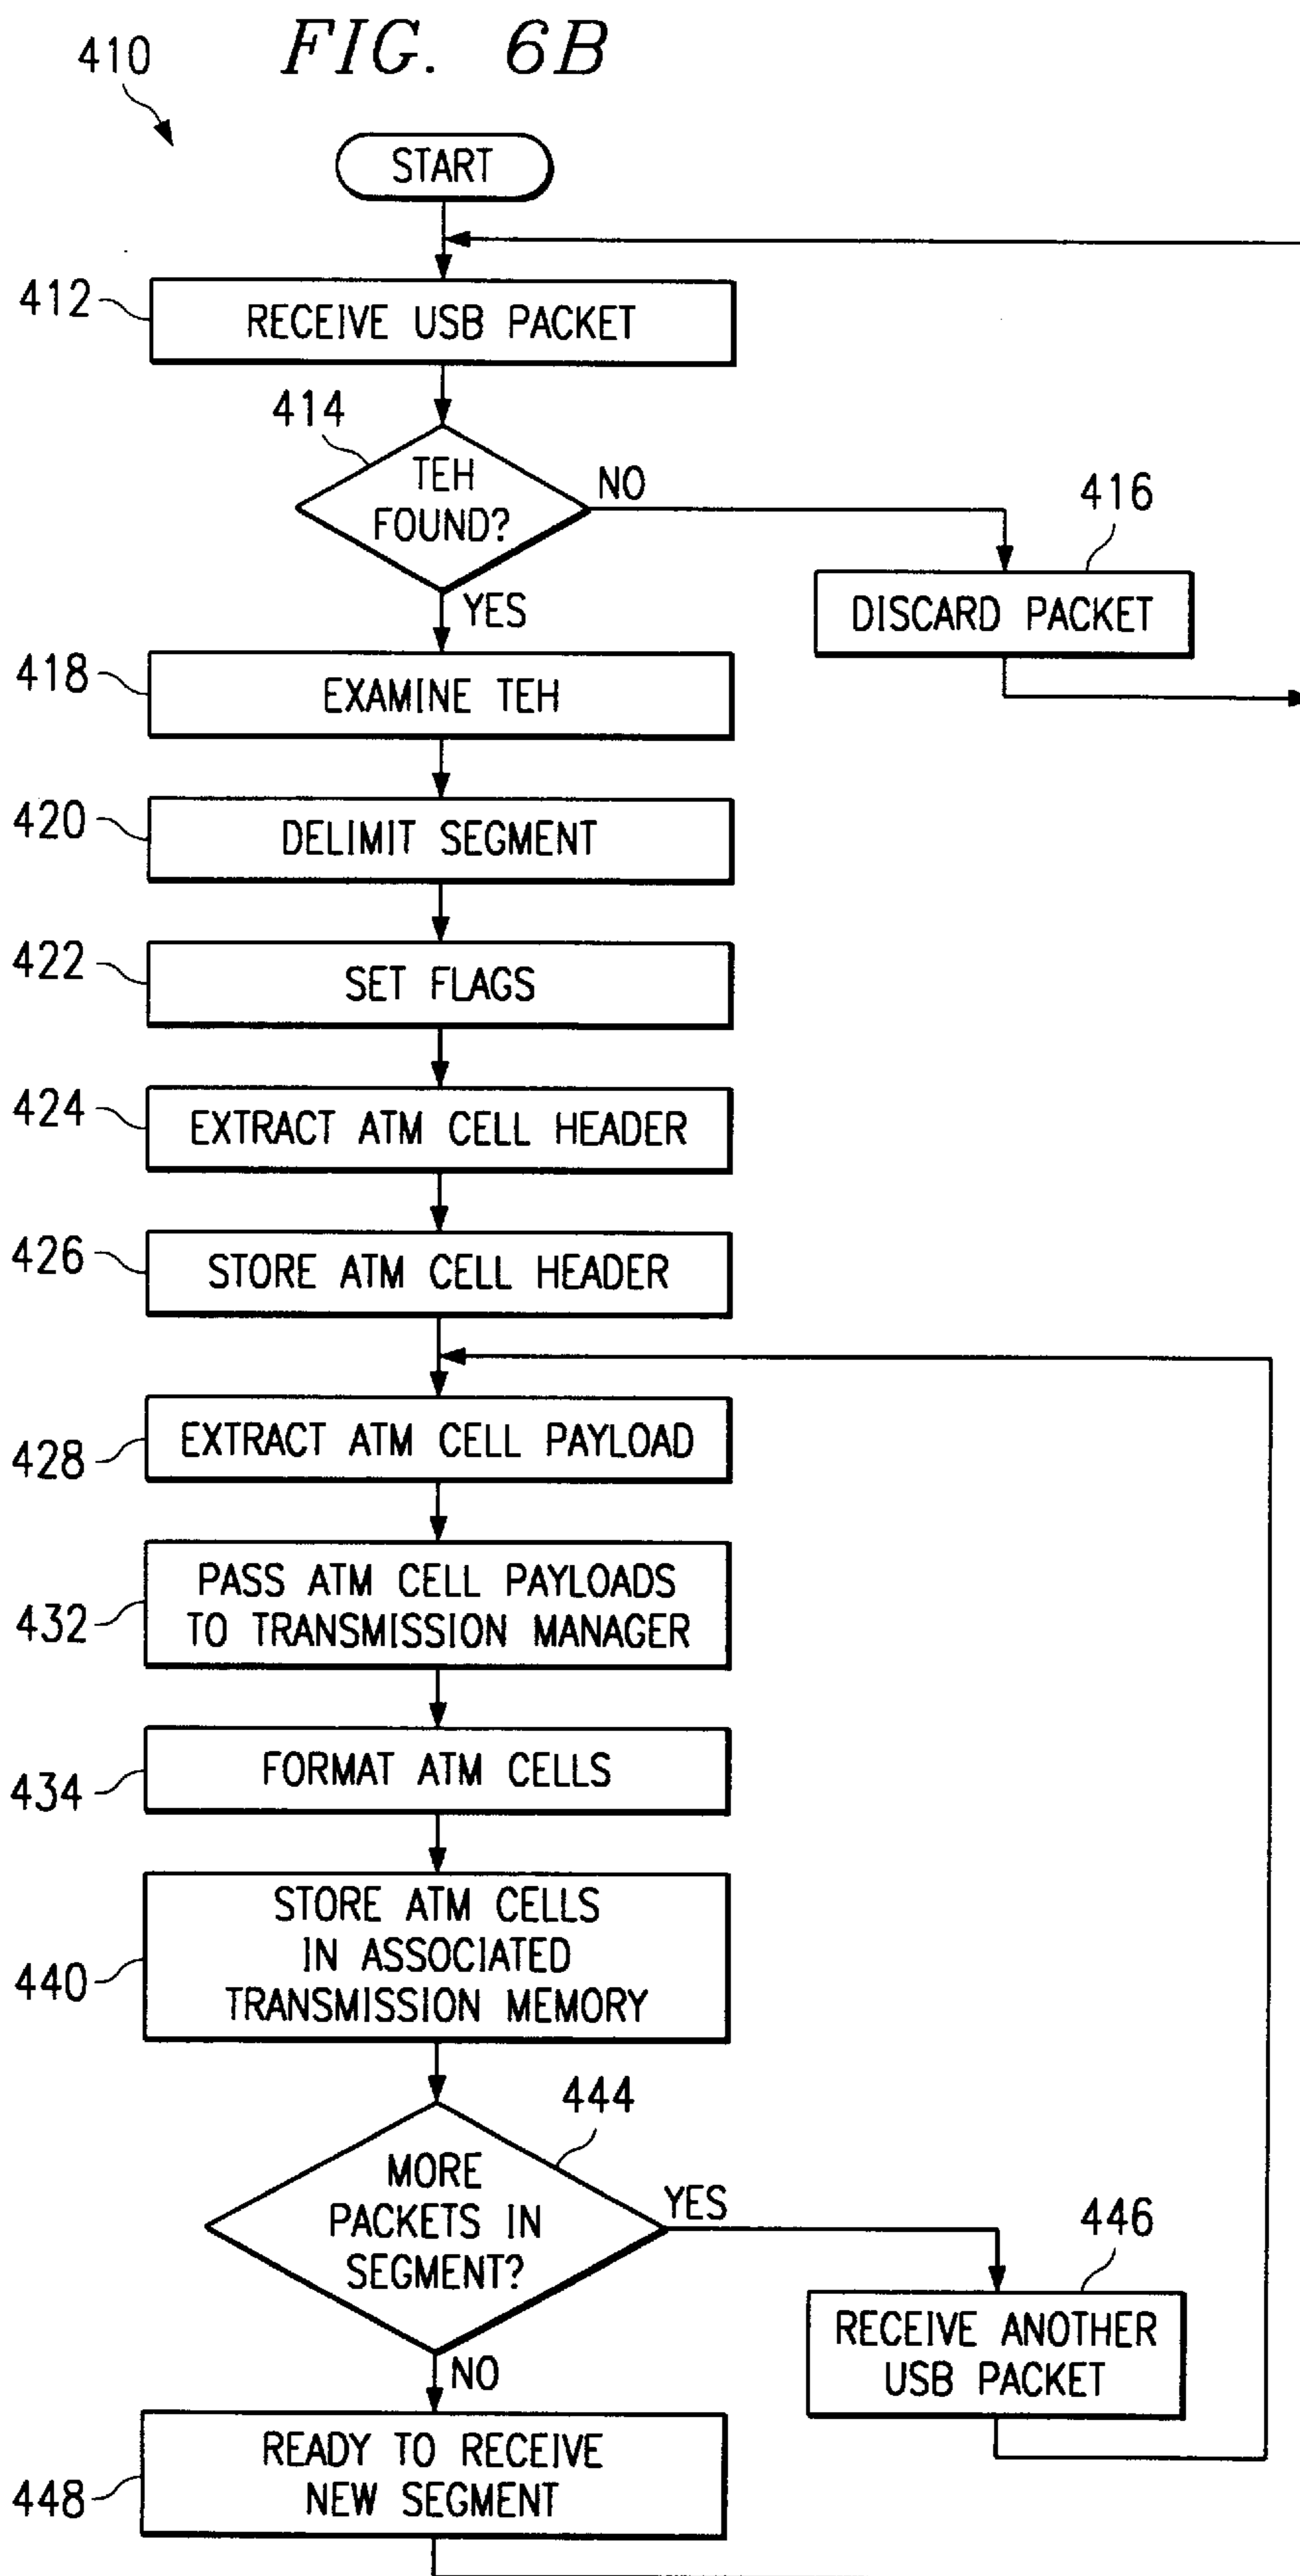 FIG. 6B
410
START
412
RECEIVE USB PACKET
414
TEH
FOUND?
NO
YES
416
DISCARD PACKET
418
EXAMINE TEH
420
DELIMIT SEGMENT
422
SET FLAGS
424
EXTRACT ATM CELL HEADER
426
STORE ATM CELL HEADER
428
EXTRACT ATM CELL PAYLOAD
432
PASS ATM CELL PAYLOADS
TO TRANSMISSION MANAGER
434
FORMAT ATM CELLS
440
STORE ATM CELLS
IN ASSOCIATED
TRANSMISSION MEMORY
444
MORE
PACKETS IN
SEGMENT?
YES
NO
446
RECEIVE ANOTHER
USB PACKET
448
READY TO RECEIVE
NEW SEGMENT